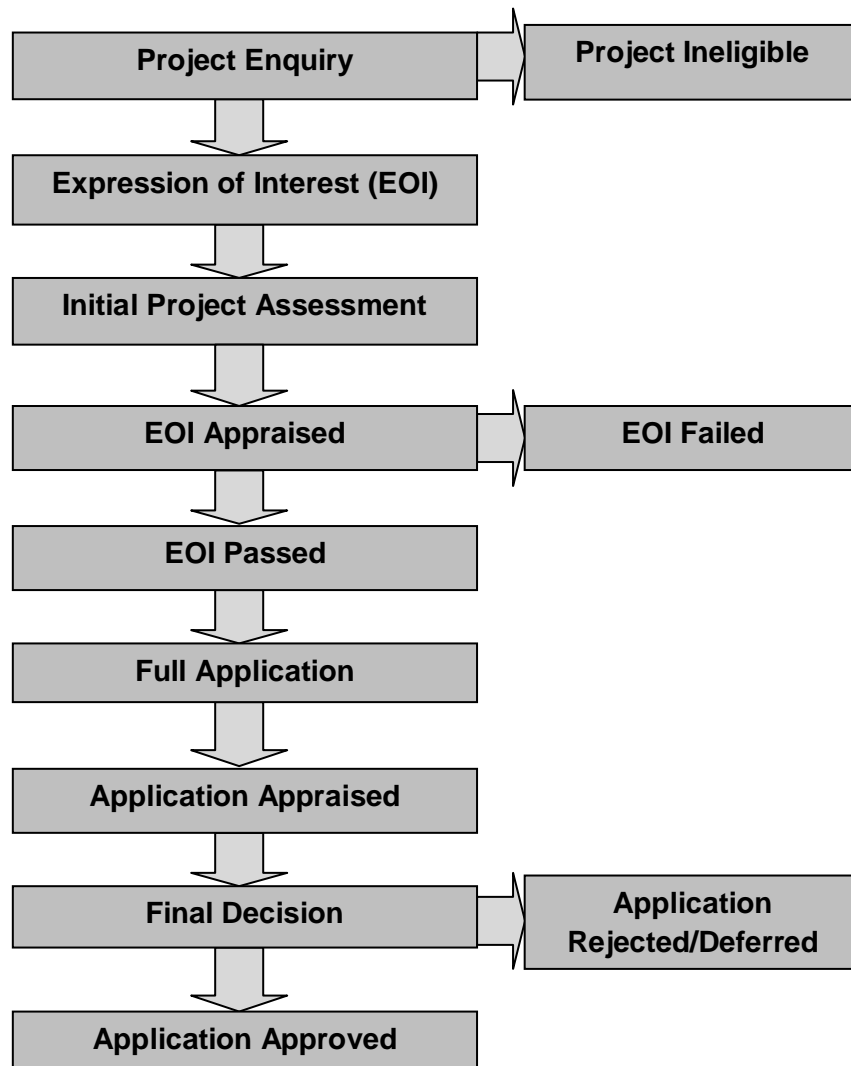 Project Enquiry
Project Ineligible
Expression of Interest (EOI)
Initial Project Assessment
EOI Appraised
EOI Failed
EOI Passed
Full Application
Application Appraised
Final Decision
Application
Rejected/Deferred
Application Approved